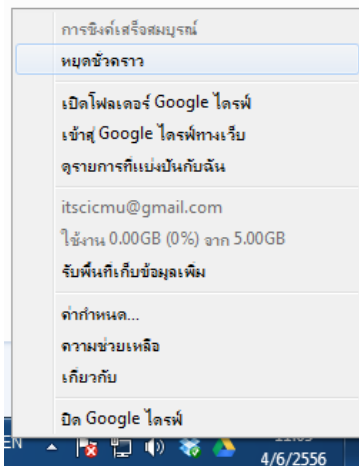 การซิงค์เสร็จสมบูรณ์
หยุดชั่วคราว
เปิดโฟลเดอร์ Google ไดรฟ์
เข้าสู่ Google ไดรฟ์ทางเว็บ
ดูรายการที่แบ่งปันกับฉัน
itscicmu@gmail.com
ใช้งาน 0.00GB (0%) จาก 5.00GB
รับพื้นที่เก็บข้อมูลเพิ่ม
ค่ากำหนด...
ความช่วยเหลือ
เกี่ยวกับ
ปิด Google ไดรฟ์
EN
4/6/2556